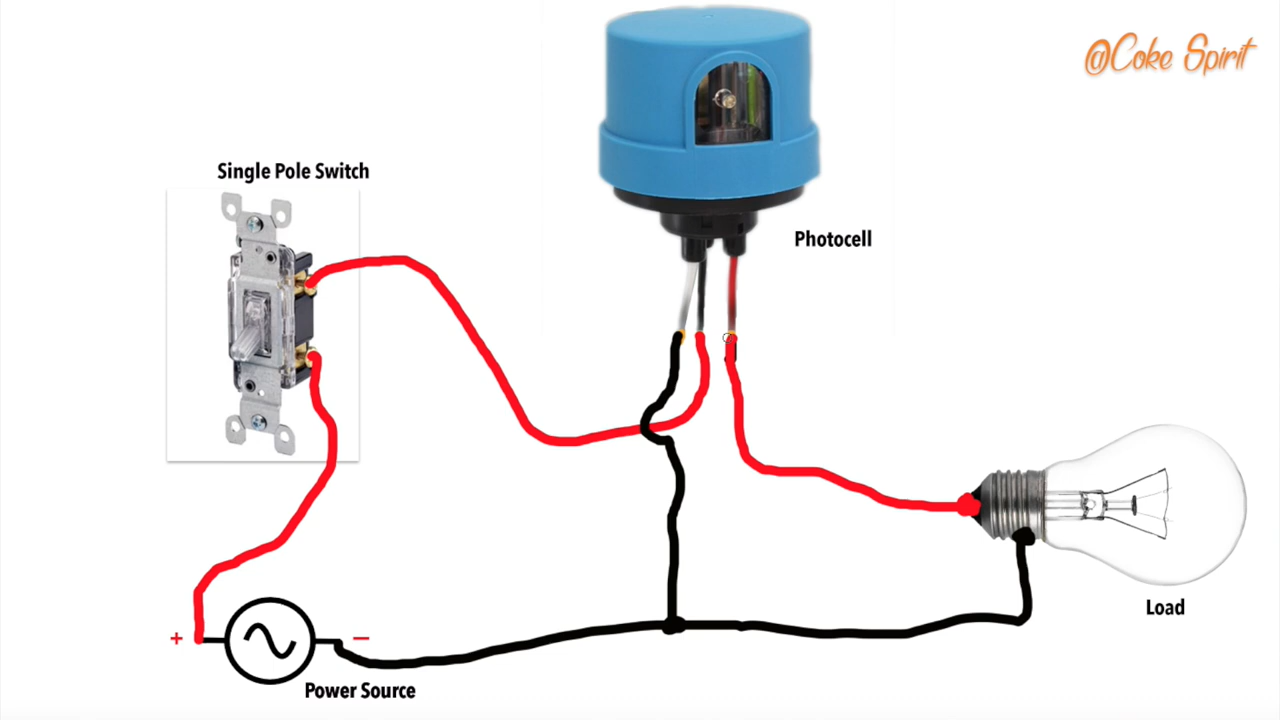 @Coke Spirit
Single Pole Switch
Photocell
Load
+
−
Power Source